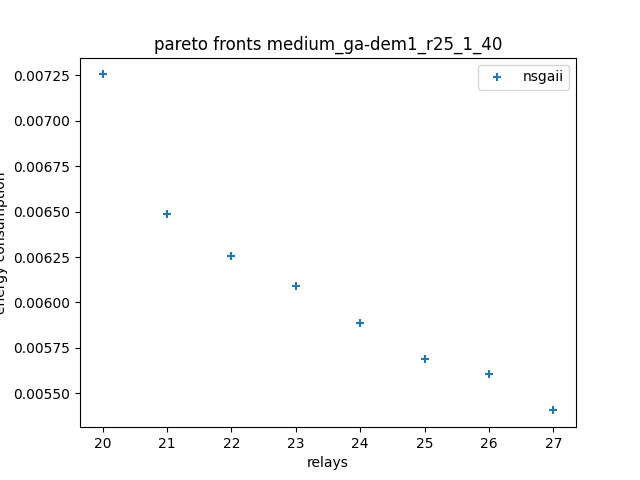 pareto fronts medium_ga-dem1_r25_1_40
nsgaii
0.00725
0.00700
0.00675
0.00650
0.00625
0.00600
0.00575
0.00550
energy consumption
20 21 22 23 24 25 26 27
relays